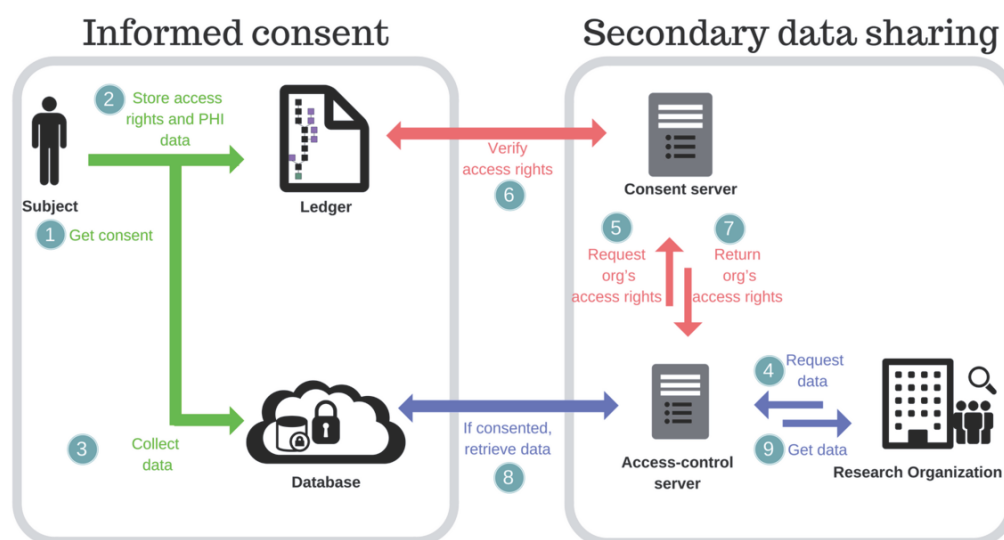 Informed consent
Secondary data sharing
2
Store access
rights and PHI
data
Subject
1
Get consent
Ledger
Verify
access rights
6
Consent server
5
Request
org's
access rights
7
Return
org's
access rights
3
Collect
data
Database
If consented,
retrieve data
8
Access-control
server
4
Request
data
9
Get data
Research Organization